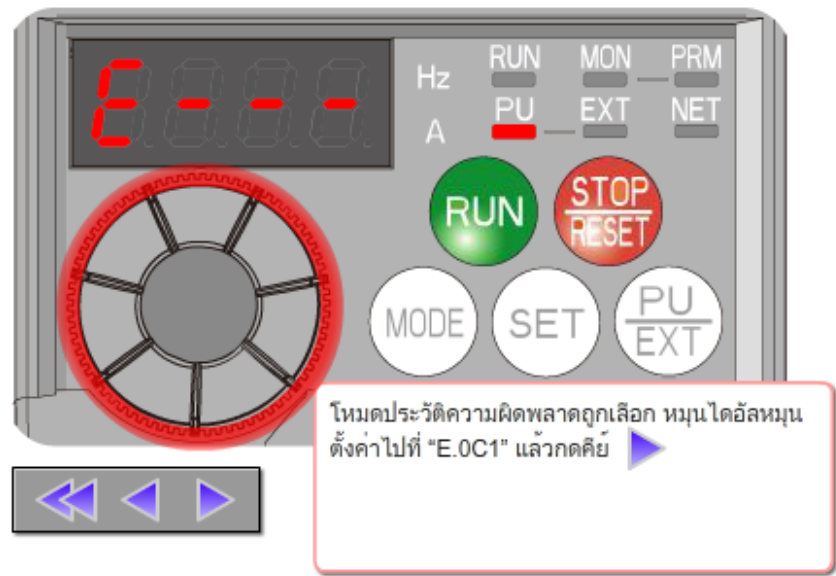 E - - -
Hz RUN MON PRM
A PU EXT NET
RUN STOP
RESET
MODE SET PU
EXT
โหมดประวัติความผิดพลาดถูกเลือก หมุนไดอัลหมุน
ตั้งค่าไปที่ “E.0C1” แล้วกดคีย์